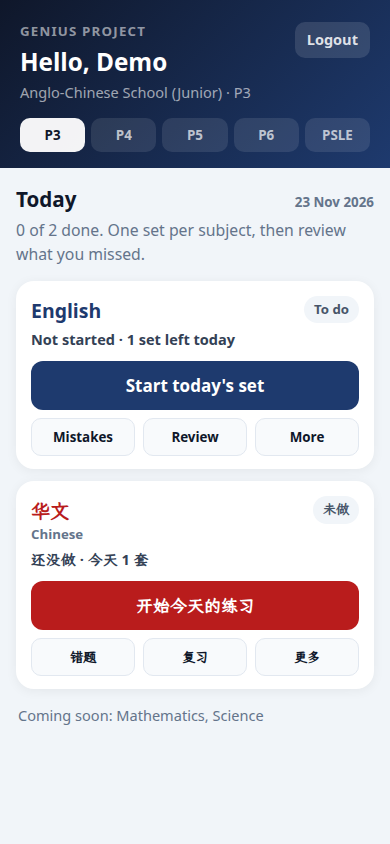 GENIUS PROJECT
Hello, Demo
Logout
Anglo-Chinese School (Junior) · P3
P3 P4 P5 P6 PSLE
Today
23 Nov 2026
0 of 2 done. One set per subject, then review
what you missed.
English
To do
Not started · 1 set left today
Start today's set
Mistakes Review More
华文
未做
Chinese
还没做 · 今天 1 套
开始今天的练习
错题 复习 更多
Coming soon: Mathematics, Science